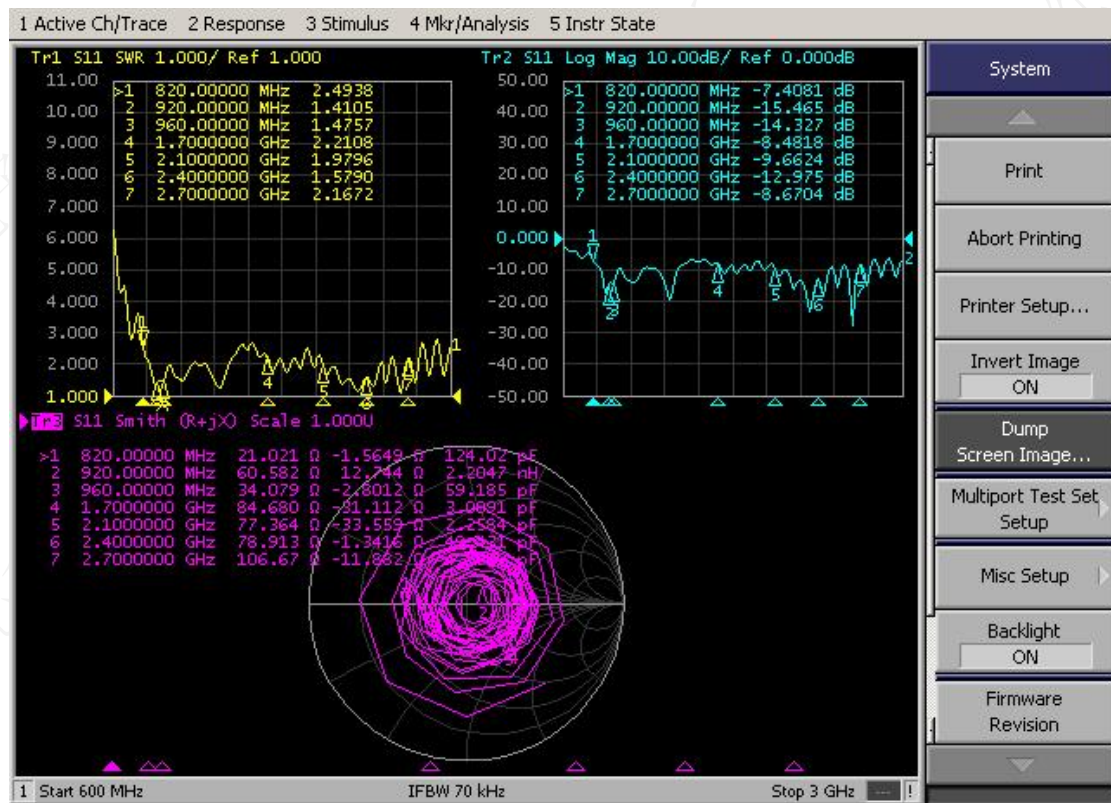 1 Active Ch/Trace 2 Response 3 Stimulus 4 Mkr/Analysis 5 Instr State
Tr1 S11 SWR 1.000/ Ref 1.000
11.00
10.00
9.000
8.000
7.000
6.000
5.000
4.000
3.000
2.000
1.000
>1 820.00000 MHz 2.4938
2 920.00000 MHz 1.4105
3 960.00000 MHz 1.4757
4 1.7000000 GHz 2.2108
5 2.1000000 GHz 1.9796
6 2.4000000 GHz 1.5790
7 2.7000000 GHz 2.1672
Tr2 S11 Log Mag 10.00dB/ Ref 0.000dB
50.00
40.00
30.00
20.00
10.00
0.000
-10.00
-20.00
-30.00
-40.00
-50.00
>1 820.00000 MHz -7.4081 dB
2 920.00000 MHz -15.465 dB
3 960.00000 MHz -14.327 dB
4 1.7000000 GHz -8.4818 dB
5 2.1000000 GHz -9.6624 dB
6 2.4000000 GHz -12.975 dB
7 2.7000000 GHz -8.6704 dB
Tr3 S11 Smith (R+jX) Scale 1.000U
>1 820.00000 MHz 21.021 Ω -1.5649 Ω 124.02 pF
2 920.00000 MHz 60.582 Ω 12.744 Ω 2.2047 nH
3 960.00000 MHz 34.079 Ω -2.8012 Ω 59.185 pF
4 1.7000000 GHz 84.680 Ω -31.112 Ω
5 2.1000000 GHz 77.364 Ω -33.559 Ω 2.2584 pF
6 2.4000000 GHz 78.913 Ω -1.3416 Ω
7 2.7000000 GHz 106.67 Ω
1 Start 600 MHz IFBW 70 kHz Stop 3 GHz
System
Print
Abort Printing
Printer Setup...
Invert Image
ON
Dump
Screen Image...
Multiport Test Set
Setup
Misc Setup
Backlight
ON
Firmware
Revision